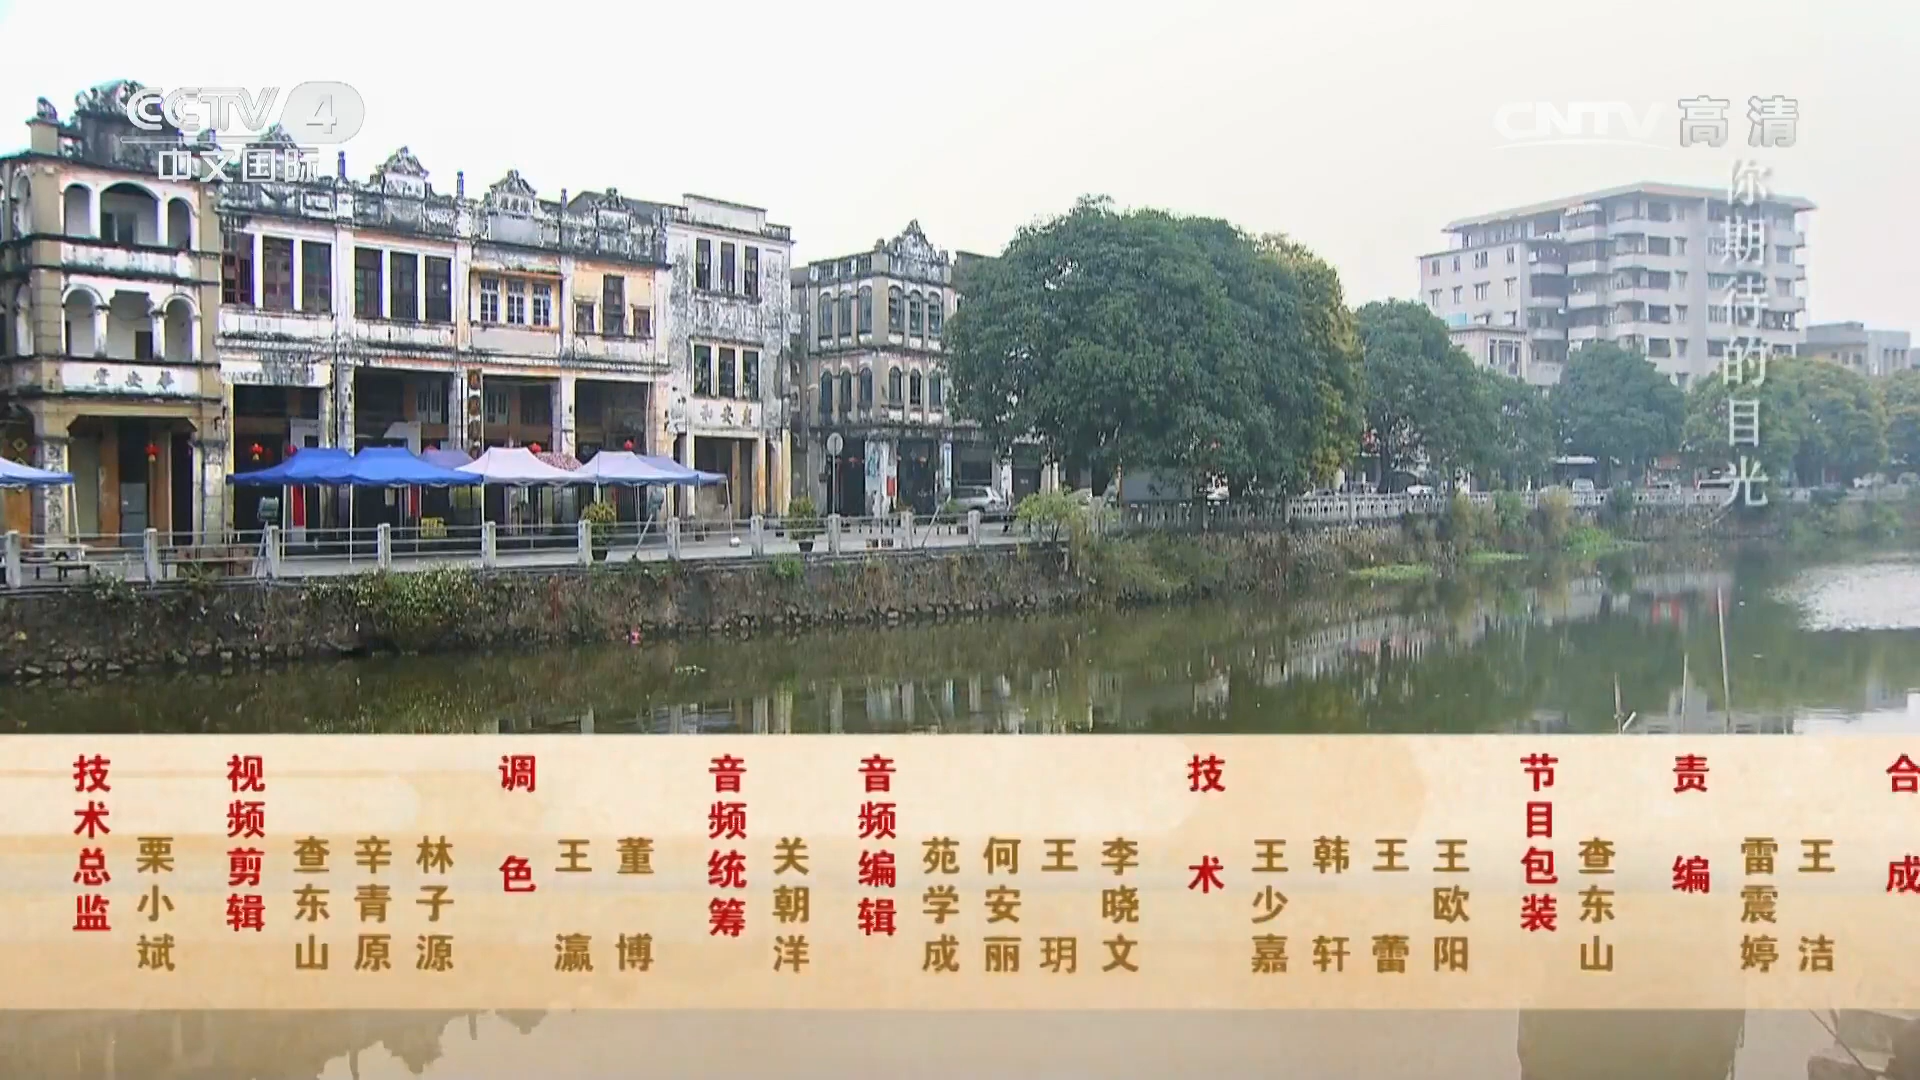 CCTV 4
中文国际
CNTV 高清
你期待的目光
技术总监
栗小斌
视频剪辑
查东山
辛青原
林子源
调色
王瀛
董博
音频统筹
关朝洋
音频编辑
苑学成
何安丽
王玥
李晓文
技术
王少嘉
韩轩
王蕾
王欧阳
节目包装
查东山
责编
雷震婷
王洁
合成